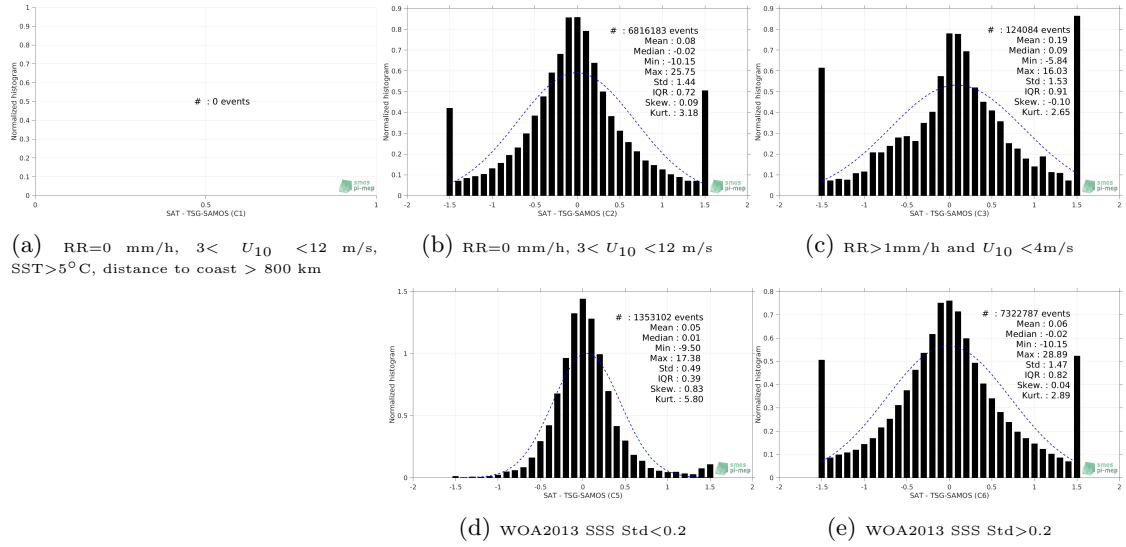 1
0.9
0.8
0.7
0.6
0.5
0.4
0.3
0.2
0.1
0
Normalized histogram
# : 0 events
smos
pi-mep
0 0.5 1
SAT - TSG-SAMOS (C1)
(a) RR=0 mm/h, 3< U10 <12 m/s,
SST>5°C, distance to coast > 800 km
0.9
0.8
0.7
0.6
0.5
0.4
0.3
0.2
0.1
0
Normalized histogram
# : 6816183 events
Mean : 0.08
Median : -0.02
Min : -10.15
Max : 25.75
Std : 1.44
IQR : 0.72
Skew. : 0.09
Kurt. : 3.18
smos
pi-mep
-2 -1.5 -1 -0.5 0 0.5 1 1.5 2
SAT - TSG-SAMOS (C2)
(b) RR=0 mm/h, 3< U10 <12 m/s
0.9
0.8
0.7
0.6
0.5
0.4
0.3
0.2
0.1
0
Normalized histogram
# : 124084 events
Mean : 0.19
Median : 0.09
Min : -5.84
Max : 16.03
Std : 1.53
IQR : 0.91
Skew. : -0.10
Kurt. : 2.65
smos
pi-mep
-2 -1.5 -1 -0.5 0 0.5 1 1.5 2
SAT - TSG-SAMOS (C3)
(c) RR>1mm/h and U10 <4m/s
1.5
1
0.5
0
Normalized histogram
# : 1353102 events
Mean : 0.05
Median : 0.01
Min : -9.50
Max : 17.38
Std : 0.49
IQR : 0.39
Skew. : 0.83
Kurt. : 5.80
smos
pi-mep
-2 -1.5 -1 -0.5 0 0.5 1 1.5 2
SAT - TSG-SAMOS (C5)
(d) WOA2013 SSS Std<0.2
0.8
0.7
0.6
0.5
0.4
0.3
0.2
0.1
0
Normalized histogram
# : 7322787 events
Mean : 0.06
Median : -0.02
Min : -10.15
Max : 28.89
Std : 1.47
IQR : 0.82
Skew. : 0.04
Kurt. : 2.89
smos
pi-mep
-2 -1.5 -1 -0.5 0 0.5 1 1.5 2
SAT - TSG-SAMOS (C6)
(e) WOA2013 SSS Std>0.2